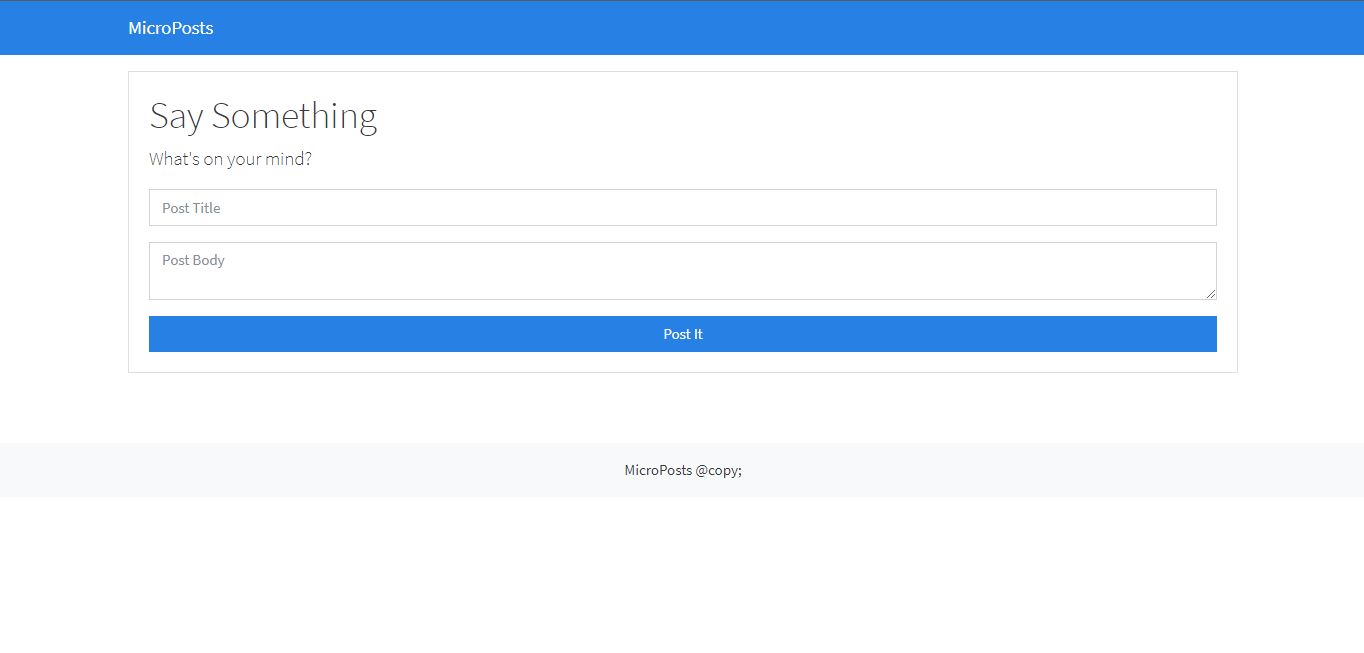 MicroPosts
Say Something
What's on your mind?
Post Title
Post Body
Post It
MicroPosts @copy;